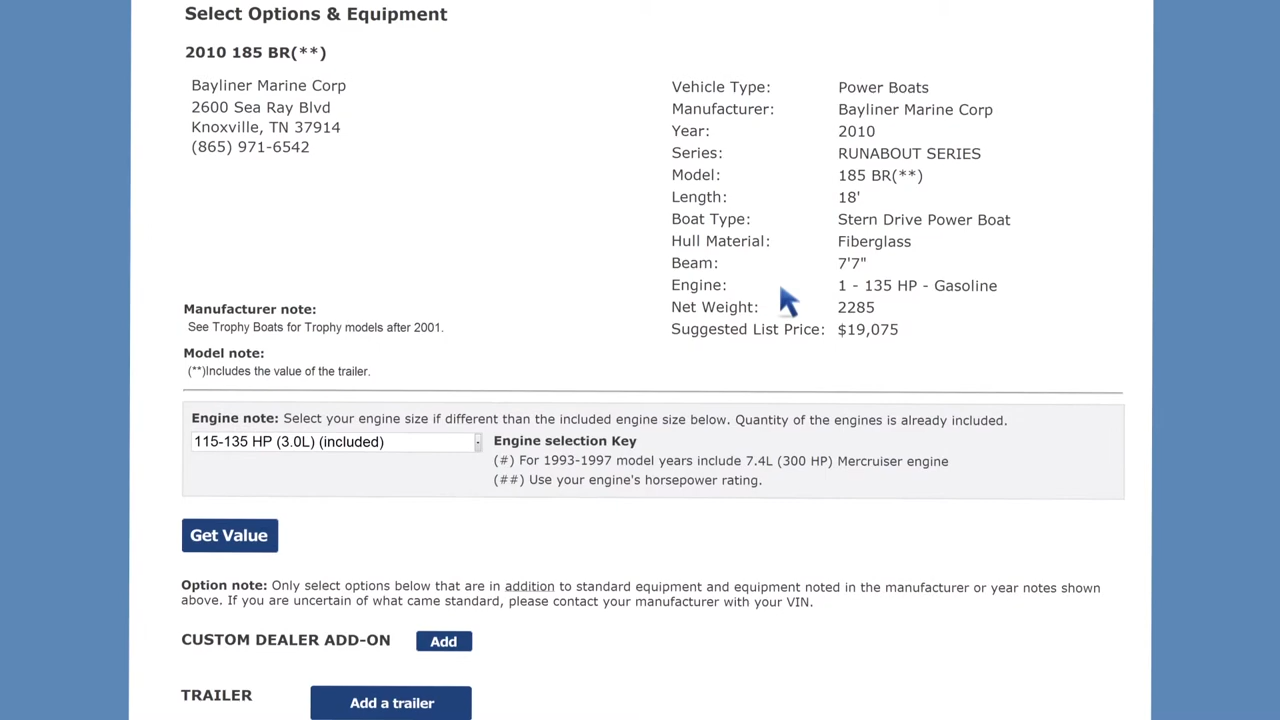 Select Options & Equipment
2010 185 BR(**)
Bayliner Marine Corp
2600 Sea Ray Blvd
Knoxville, TN 37914
(865) 971-6542
Vehicle Type: Power Boats
Manufacturer: Bayliner Marine Corp
Year: 2010
Series: RUNABOUT SERIES
Model: 185 BR(**)
Length: 18'
Boat Type: Stern Drive Power Boat
Hull Material: Fiberglass
Beam: 7'7"
Engine: 1 - 135 HP - Gasoline
Net Weight: 2285
Suggested List Price: $19,075
Manufacturer note:
See Trophy Boats for Trophy models after 2001.
Model note:
(**)Includes the value of the trailer.
Engine note: Select your engine size if different than the included engine size below. Quantity of the engines is already included.
115-135 HP (3.0L) (included)
Engine selection Key
(#) For 1993-1997 model years include 7.4L (300 HP) Mercruiser engine
(##) Use your engine's horsepower rating.
Get Value
Option note: Only select options below that are in addition to standard equipment and equipment noted in the manufacturer or year notes shown
above. If you are uncertain of what came standard, please contact your manufacturer with your VIN.
CUSTOM DEALER ADD-ON Add
TRAILER Add a trailer